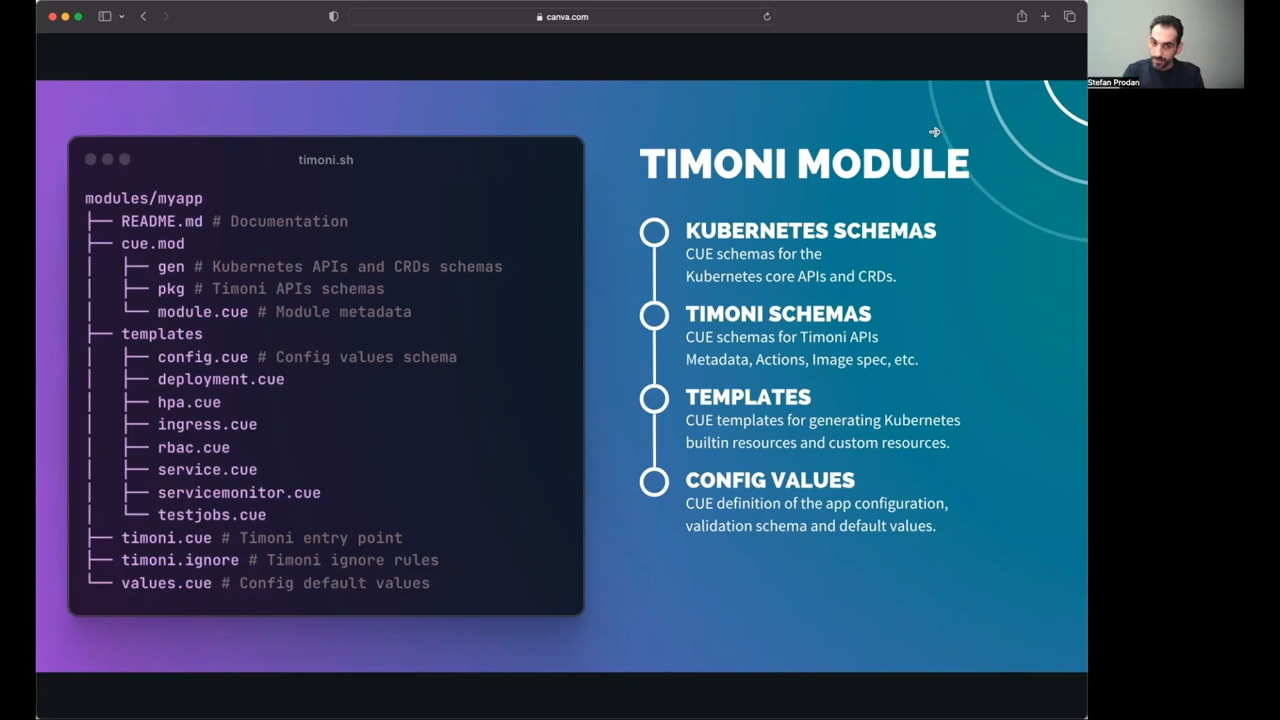 canva.com
Stefan Prodan
timoni.sh
modules/myapp
├── README.md # Documentation
├── cue.mod
│   ├── gen # Kubernetes APIs and CRDs schemas
│   ├── pkg # Timoni APIs schemas
│   └── module.cue # Module metadata
├── templates
│   ├── config.cue # Config values schema
│   ├── deployment.cue
│   ├── hpa.cue
│   ├── ingress.cue
│   ├── rbac.cue
│   ├── service.cue
│   ├── servicemonitor.cue
│   └── testjobs.cue
├── timoni.cue # Timoni entry point
├── timoni.ignore # Timoni ignore rules
└── values.cue # Config default values
TIMONI MODULE
KUBERNETES SCHEMAS
CUE schemas for the
Kubernetes core APIs and CRDs.
TIMONI SCHEMAS
CUE schemas for Timoni APIs
Metadata, Actions, Image spec, etc.
TEMPLATES
CUE templates for generating Kubernetes
builtin resources and custom resources.
CONFIG VALUES
CUE definition of the app configuration,
validation schema and default values.